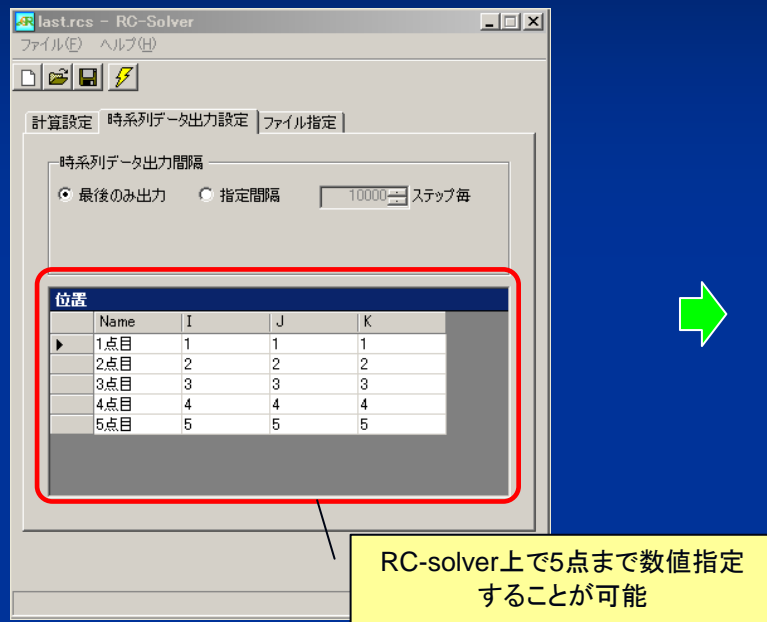 last.rcs - RC-Solver
ファイル(F) ヘルプ(H)
計算設定 時系列データ出力設定 ファイル指定
時系列データ出力間隔
最後のみ出力 指定間隔 10000 ステップ毎
位置
Name I J K
1点目 1 1 1
2点目 2 2 2
3点目 3 3 3
4点目 4 4 4
5点目 5 5 5
RC-solver上で5点まで数値指定
することが可能